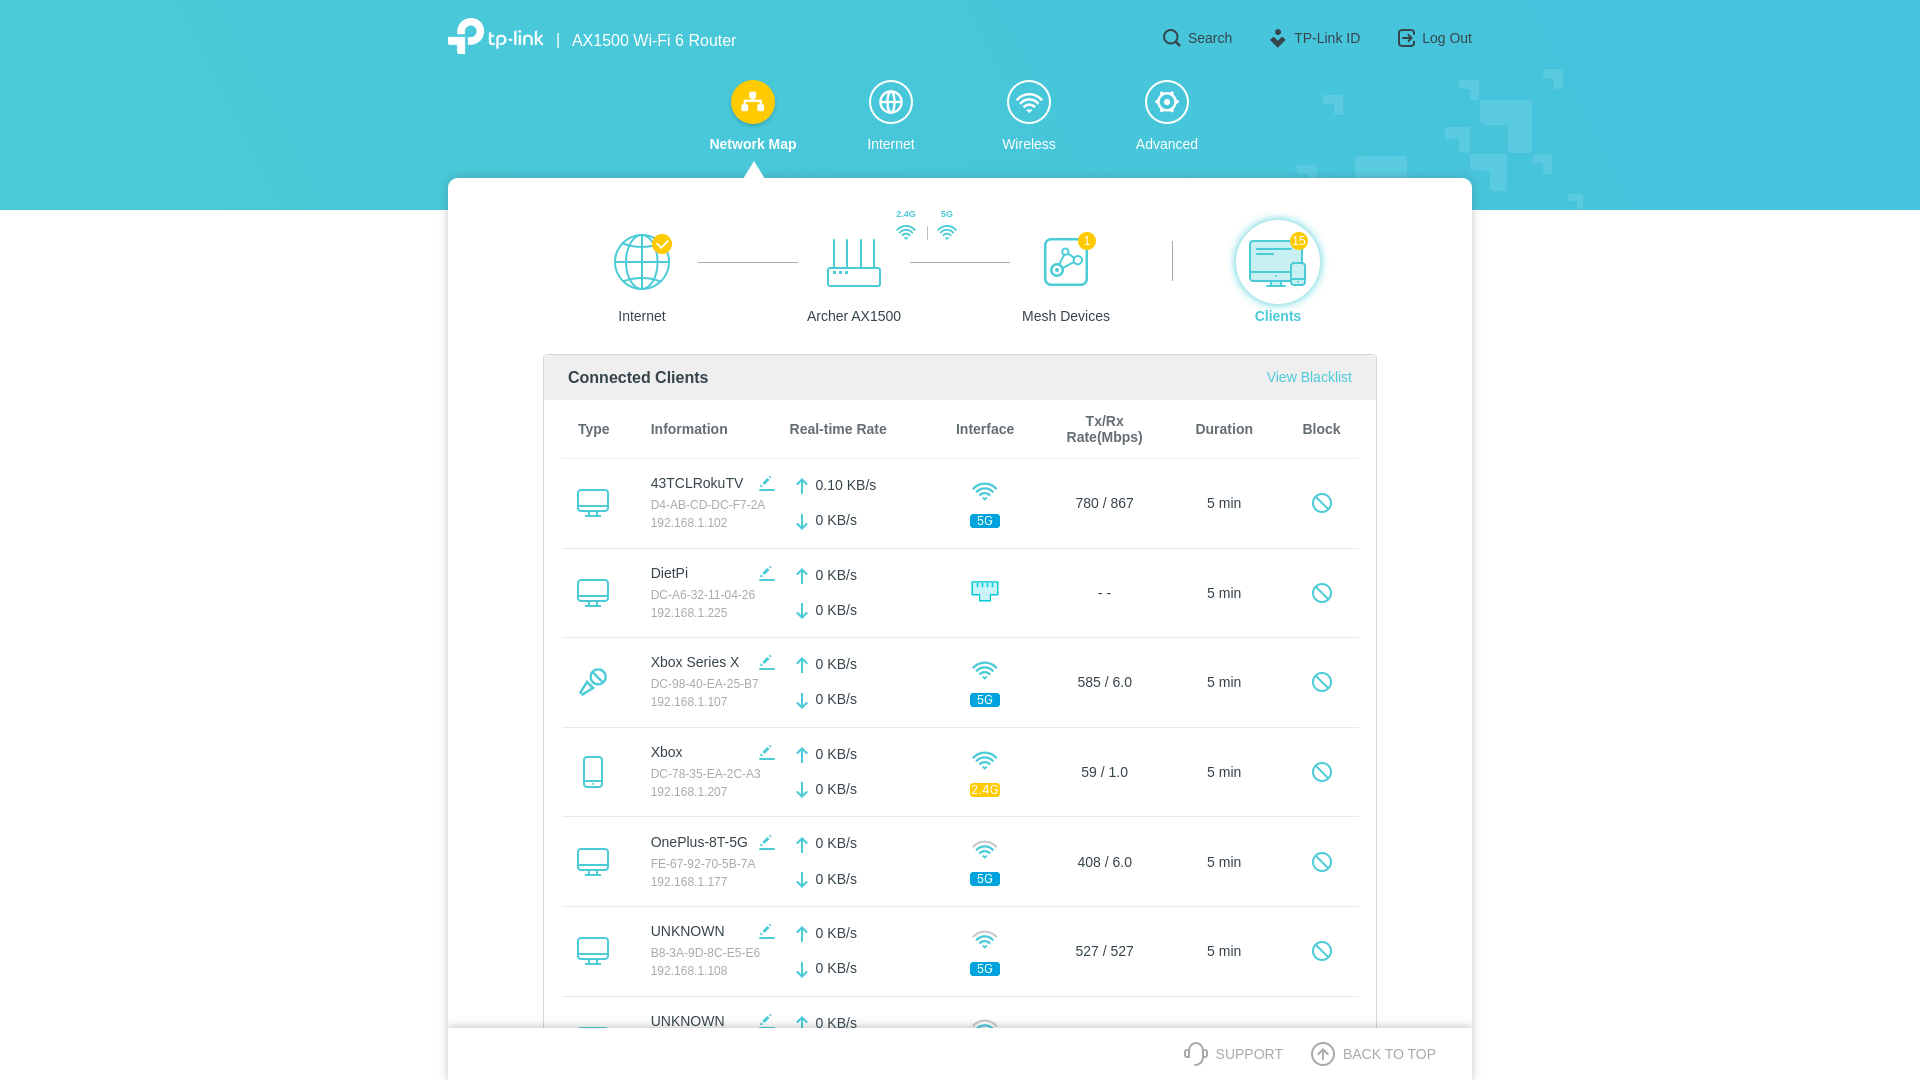 tp-link | AX1500 Wi-Fi 6 Router
Search
TP-Link ID
Log Out
Network Map
Internet
Wireless
Advanced
2.4G
5G
1
15
Internet
Archer AX1500
Mesh Devices
Clients
Connected Clients
View Blacklist
Type
Information
Real-time Rate
Interface
Tx/Rx
Rate(Mbps)
Duration
Block
43TCLRokuTV
D4-AB-CD-DC-F7-2A
192.168.1.102
0.10 KB/s
0 KB/s
5G
780 / 867
5 min
DietPi
DC-A6-32-11-04-26
192.168.1.225
0 KB/s
0 KB/s
- -
5 min
Xbox Series X
DC-98-40-EA-25-B7
192.168.1.107
0 KB/s
0 KB/s
5G
585 / 6.0
5 min
Xbox
DC-78-35-EA-2C-A3
192.168.1.207
0 KB/s
0 KB/s
2.4G
59 / 1.0
5 min
OnePlus-8T-5G
FE-67-92-70-5B-7A
192.168.1.177
0 KB/s
0 KB/s
5G
408 / 6.0
5 min
UNKNOWN
B8-3A-9D-8C-E5-E6
192.168.1.108
0 KB/s
0 KB/s
5G
527 / 527
5 min
UNKNOWN
0 KB/s
SUPPORT
BACK TO TOP